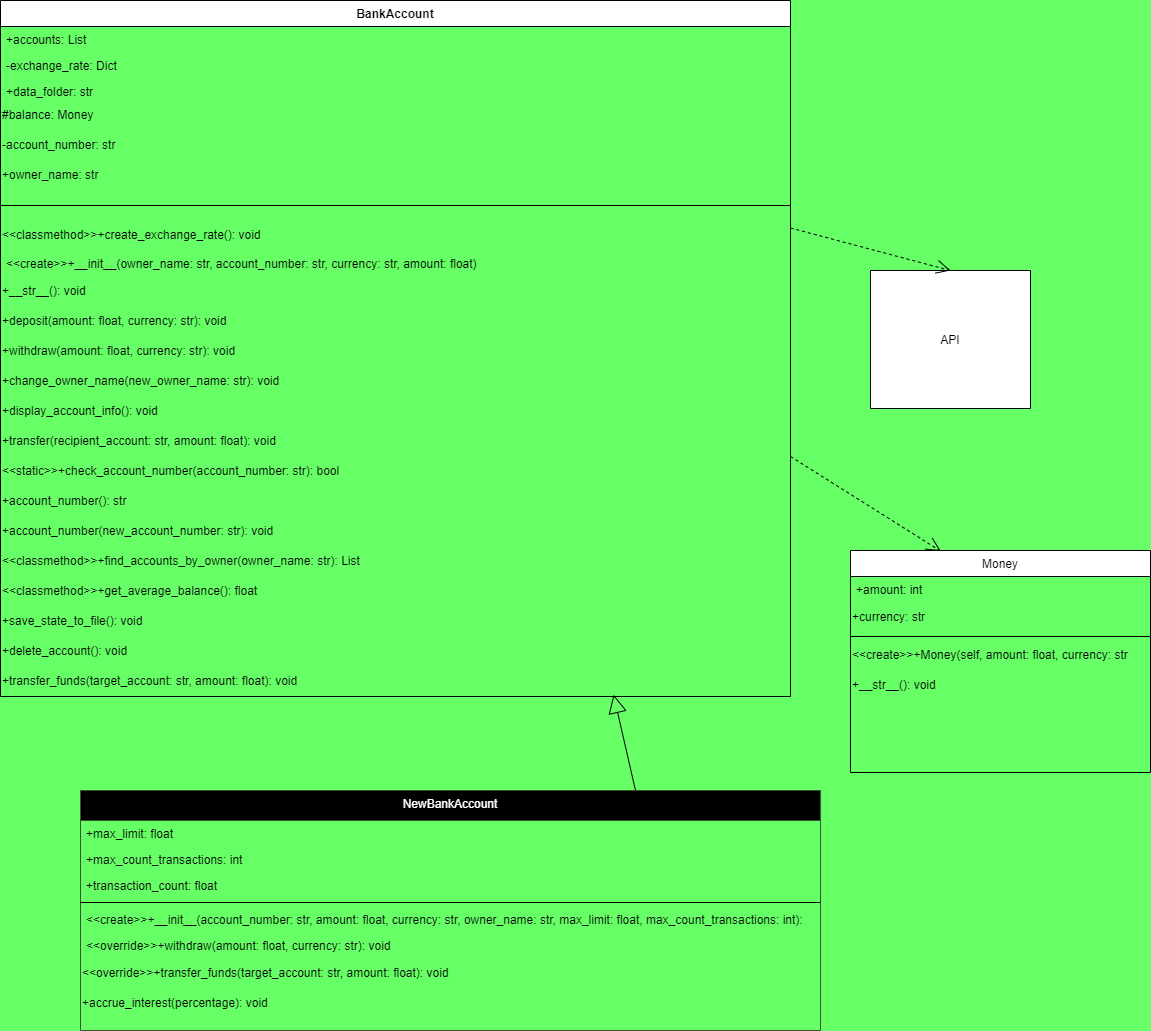 BankAccount
+accounts: List
-exchange_rate: Dict
+data_folder: str
#balance: Money
-account_number: str
+owner_name: str
<<classmethod>>+create_exchange_rate(): void
<<create>>+__init__(owner_name: str, account_number: str, currency: str, amount: float)
+__str__(): void
+deposit(amount: float, currency: str): void
+withdraw(amount: float, currency: str): void
+change_owner_name(new_owner_name: str): void
+display_account_info(): void
+transfer(recipient_account: str, amount: float): void
<<static>>+check_account_number(account_number: str): bool
+account_number(): str
+account_number(new_account_number: str): void
<<classmethod>>+find_accounts_by_owner(owner_name: str): List
<<classmethod>>+get_average_balance(): float
+save_state_to_file(): void
+delete_account(): void
+transfer_funds(target_account: str, amount: float): void
API
Money
+amount: int
+currency: str
<<create>>+Money(self, amount: float, currency: str
+__str__(): void
NewBankAccount
+max_limit: float
+max_count_transactions: int
+transaction_count: float
<<create>>+__init__(account_number: str, amount: float, currency: str, owner_name: str, max_limit: float, max_count_transactions: int):
<<override>>+withdraw(amount: float, currency: str): void
<<override>>+transfer_funds(target_account: str, amount: float): void
+accrue_interest(percentage): void